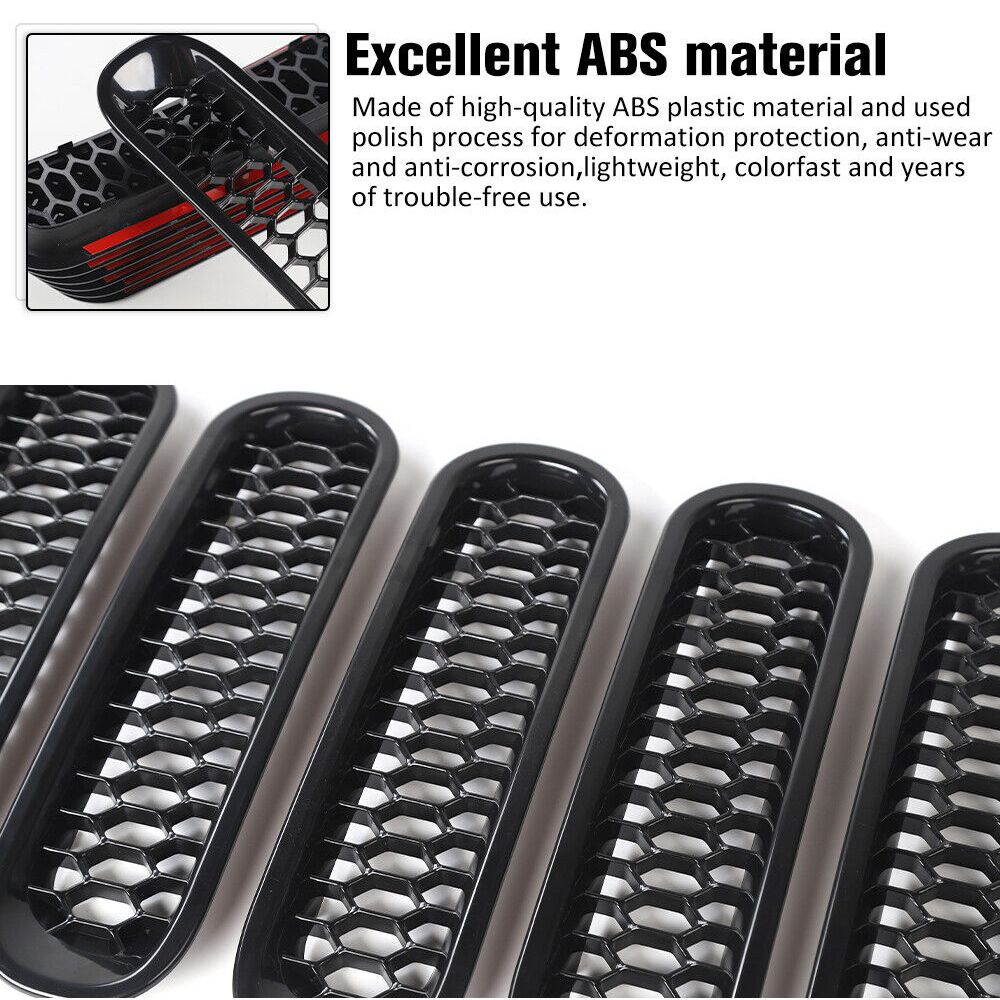 Excellent ABS material
Made of high-quality ABS plastic material and used
polish process for deformation protection, anti-wear
and anti-corrosion,lightweight, colorfast and years
of trouble-free use.